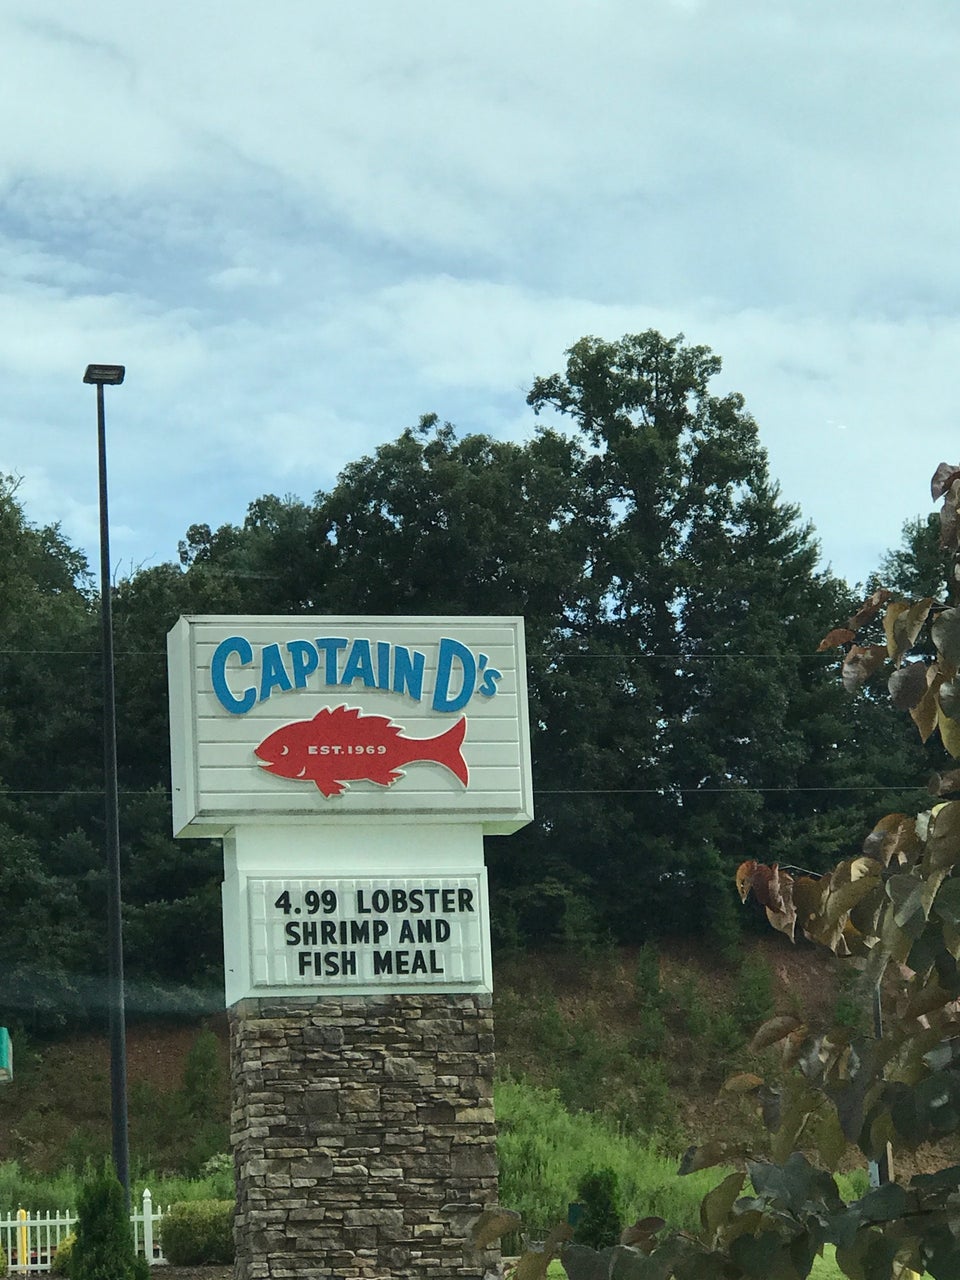 CAPTAIN D's
EST. 1969
4.99 LOBSTER
SHRIMP AND
FISH MEAL